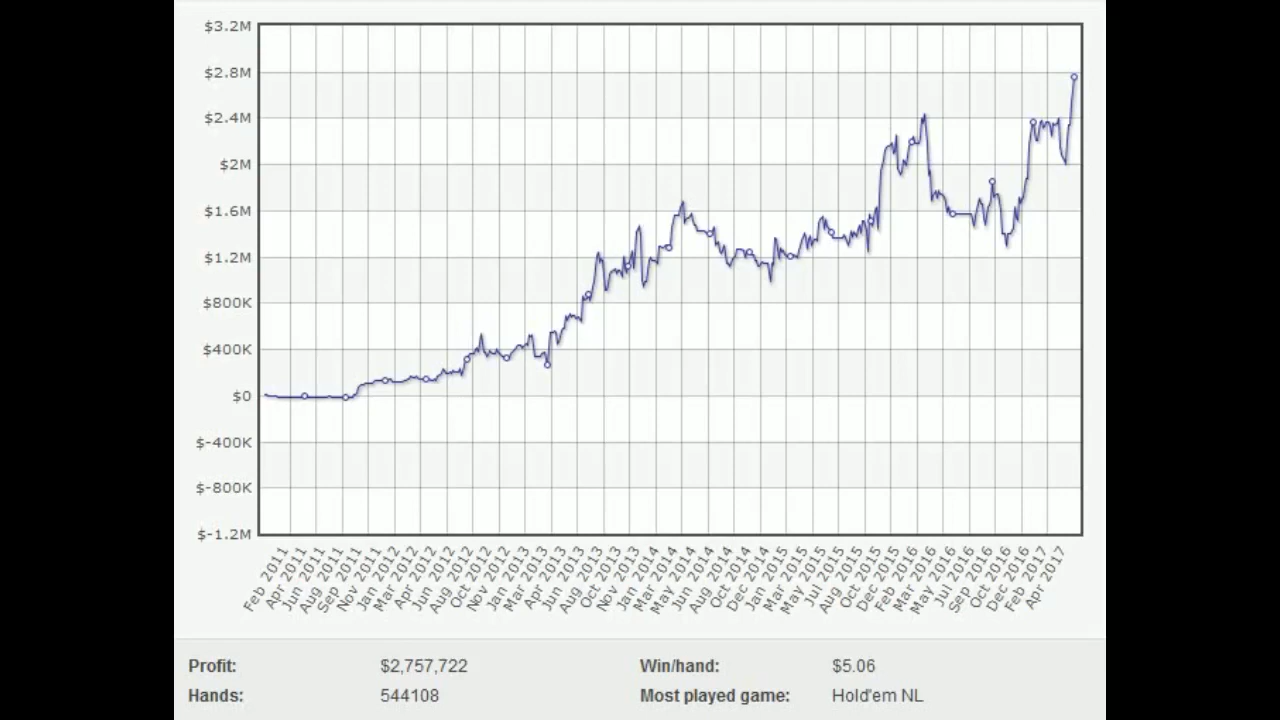 $3.2M
$2.8M
$2.4M
$2M
$1.6M
$1.2M
$800K
$400K
$0
$-400K
$-800K
$-1.2M
Feb 2011
Apr 2011
Jun 2011
Aug 2011
Sep 2011
Nov 2011
Jan 2012
Mar 2012
Apr 2012
Jun 2012
Aug 2012
Oct 2012
Nov 2012
Jan 2013
Mar 2013
Apr 2013
Jun 2013
Aug 2013
Oct 2013
Nov 2013
Jan 2014
Mar 2014
May 2014
Jun 2014
Aug 2014
Oct 2014
Dec 2014
Jan 2015
Mar 2015
May 2015
Jul 2015
Aug 2015
Oct 2015
Dec 2015
Feb 2016
Mar 2016
May 2016
Jul 2016
Sep 2016
Oct 2016
Dec 2016
Feb 2017
Apr 2017
Profit: $2,757,722 Win/hand: $5.06
Hands: 544108 Most played game: Hold'em NL